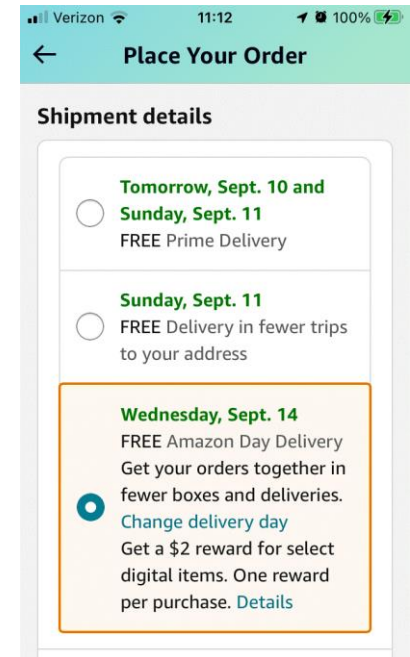 Verizon 11:12 100%
Place Your Order
Shipment details
Tomorrow, Sept. 10 and
Sunday, Sept. 11
FREE Prime Delivery
Sunday, Sept. 11
FREE Delivery in fewer trips
to your address
Wednesday, Sept. 14
FREE Amazon Day Delivery
Get your orders together in
fewer boxes and deliveries.
Change delivery day
Get a $2 reward for select
digital items. One reward
per purchase. Details